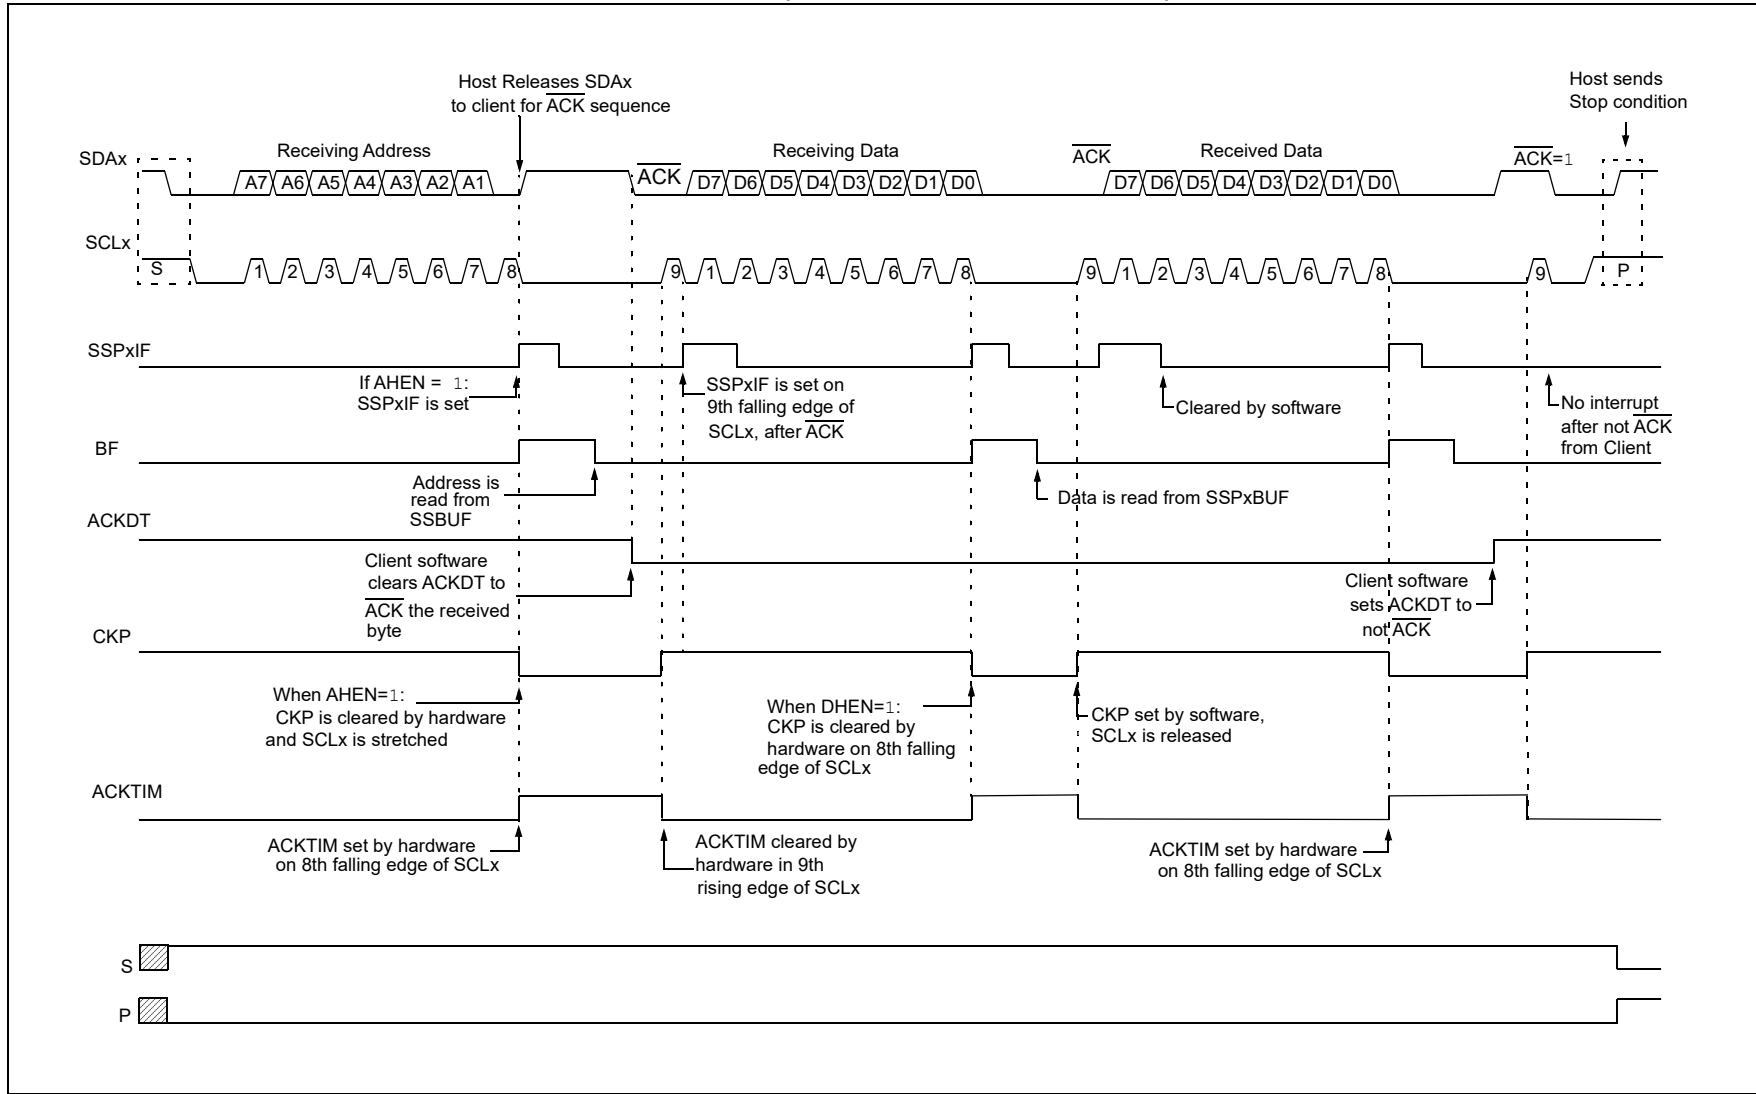 Host Releases SDAx
to client for ACK sequence
Host sends
Stop condition
SDAx
Receiving Address
ACK
Receiving Data
ACK
Received Data
ACK=1
A7 A6 A5 A4 A3 A2 A1
D7 D6 D5 D4 D3 D2 D1 D0
D7 D6 D5 D4 D3 D2 D1 D0
SCLx
S
1 2 3 4 5 6 7 8
9 1 2 3 4 5 6 7 8
9 1 2 3 4 5 6 7 8
9
P
SSPxIF
If AHEN = 1:
SSPxIF is set
SSPxIF is set on
9th falling edge of
SCLx, after ACK
Cleared by software
No interrupt
after not ACK
from Client
BF
Address is
read from
SSBUF
Data is read from SSPxBUF
ACKDT
Client software
clears ACKDT to
ACK the received
byte
Client software
sets ACKDT to
not ACK
CKP
When AHEN=1:
CKP is cleared by hardware
and SCLx is stretched
When DHEN=1:
CKP is cleared by
hardware on 8th falling
edge of SCLx
CKP set by software,
SCLx is released
ACKTIM
ACKTIM set by hardware
on 8th falling edge of SCLx
ACKTIM cleared by
hardware in 9th
rising edge of SCLx
ACKTIM set by hardware
on 8th falling edge of SCLx
S
P